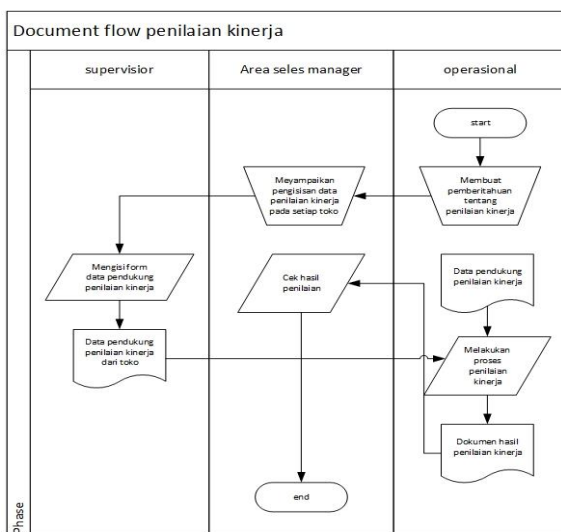 Document flow penilaian kinerja
supervisior
Area seles manager
operasional
start
Meyampaikan
pengisisan data
penilaian kinerja
pada setiap toko
Membuat
pemberitahuan
tentang
penilaian kinerja
Mengisi form
data pendukung
penilaian kinerja
Cek hasil
penilaian
Data pendukung
penilaian kinerja
Data pendukung
penilaian kinerja
dari toko
Melakukan
proses
penilaian
kinerja
Dokumen hasil
penilaian kinerja
end
Phase